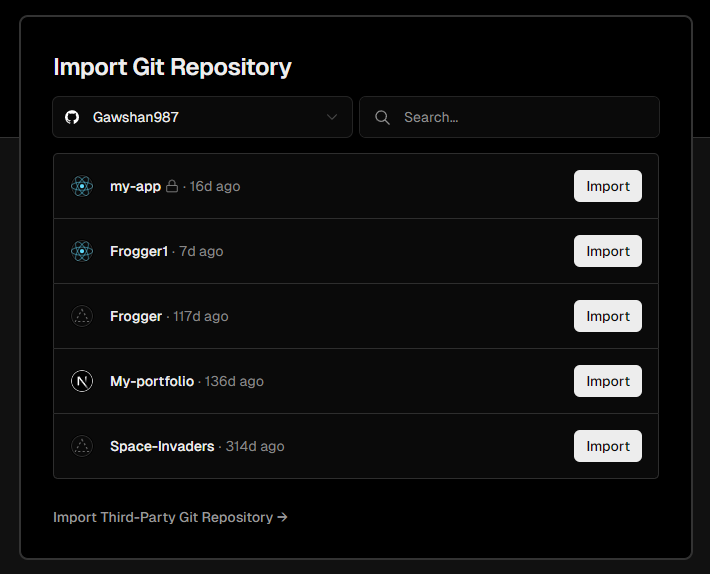 Import Git Repository
Gawshan987
Search...
my-app · 16d ago
Import
Frogger1 · 7d ago
Import
Frogger · 117d ago
Import
My-portfolio · 136d ago
Import
Space-Invaders · 314d ago
Import
Import Third-Party Git Repository →